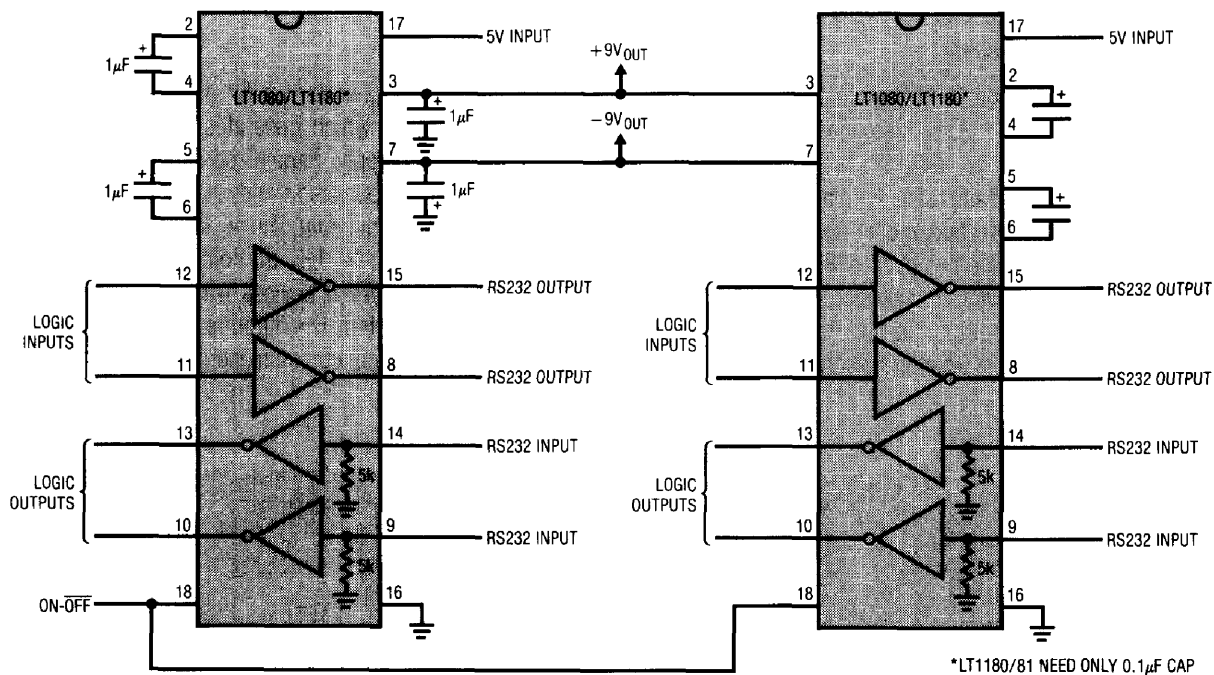 2
17
5V INPUT
1µF
+
4
LT1080/LT1180*
3
+
1µF
+9VOUT
5
7
−9VOUT
1µF
+
6
1µF
+
12
15
RS232 OUTPUT
LOGIC
INPUTS
11
8
RS232 OUTPUT
13
14
RS232 INPUT
5k
LOGIC
OUTPUTS
10
9
RS232 INPUT
5k
ON-OFF
18
16
17
5V INPUT
3
LT1080/LT1180*
2
+
4
7
5
+
6
12
15
RS232 OUTPUT
LOGIC
INPUTS
11
8
RS232 OUTPUT
13
14
RS232 INPUT
5k
LOGIC
OUTPUTS
10
9
RS232 INPUT
5k
18
16
*LT1180/81 NEED ONLY 0.1µF CAP